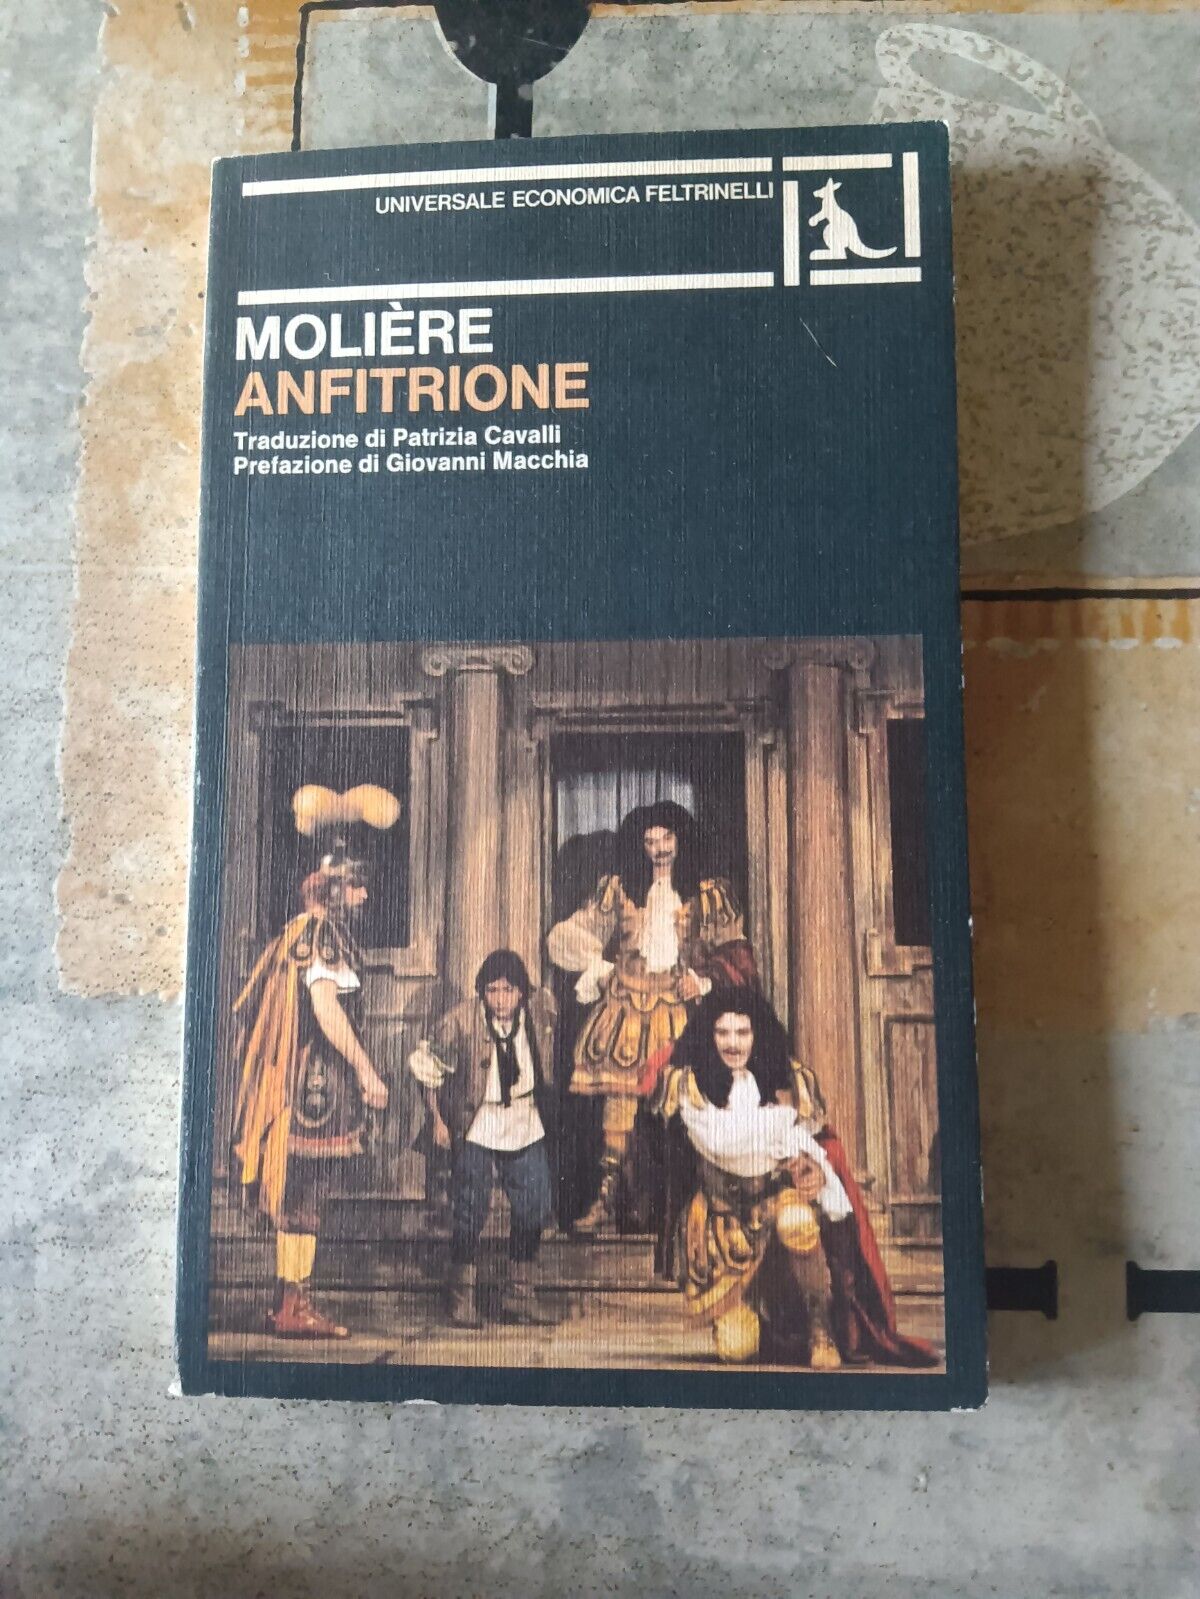 UNIVERSALE ECONOMICA FELTRINELLI
MOLIÈRE
ANFITRIONE
Traduzione di Patrizia Cavalli
Prefazione di Giovanni Macchia